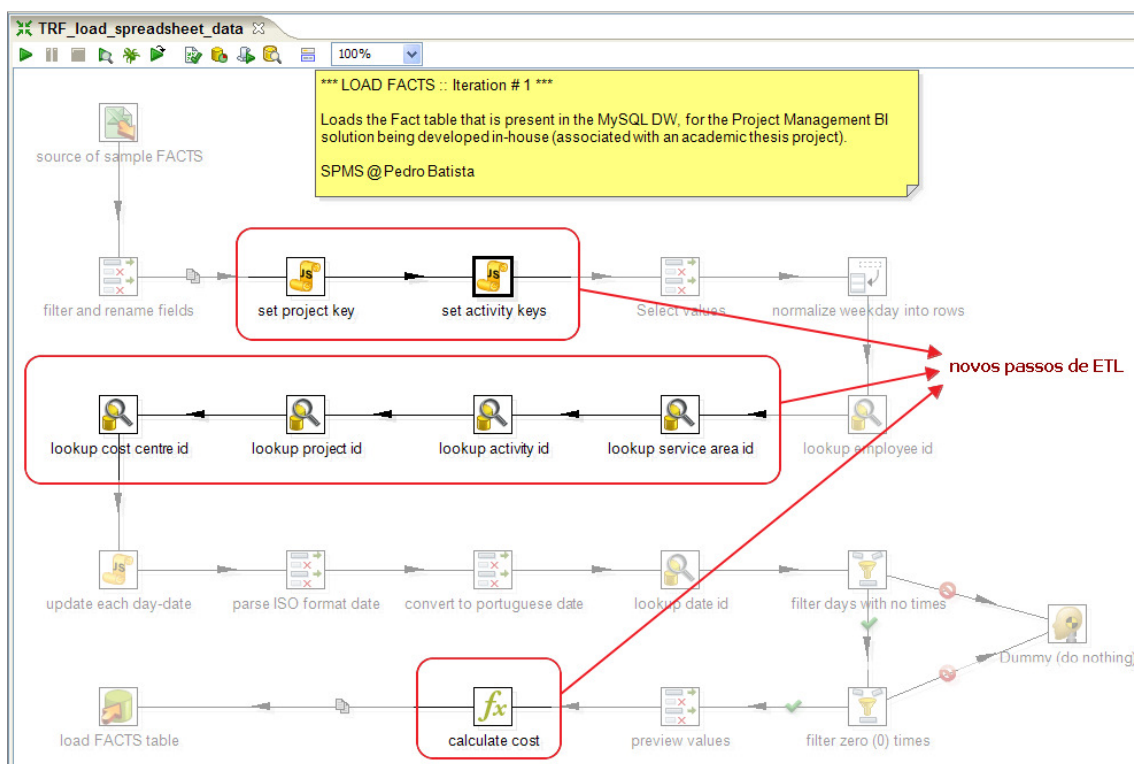 TRF_load_spreadsheet_data
100%
*** LOAD FACTS :: Iteration # 1 ***
Loads the Fact table that is present in the MySQL DW, for the Project Management BI
solution being developed in-house (associated with an academic thesis project).
SPMS @ Pedro Batista
source of sample FACTS
filter and rename fields
set project key
set activity keys
Select values
normalize weekday into rows
novos passos de ETL
lookup cost centre id
lookup project id
lookup activity id
lookup service area id
lookup employee id
update each day-date
parse ISO format date
convert to portuguese date
lookup date id
filter days with no times
Dummy (do nothing)
load FACTS table
calculate cost
preview values
filter zero (0) times